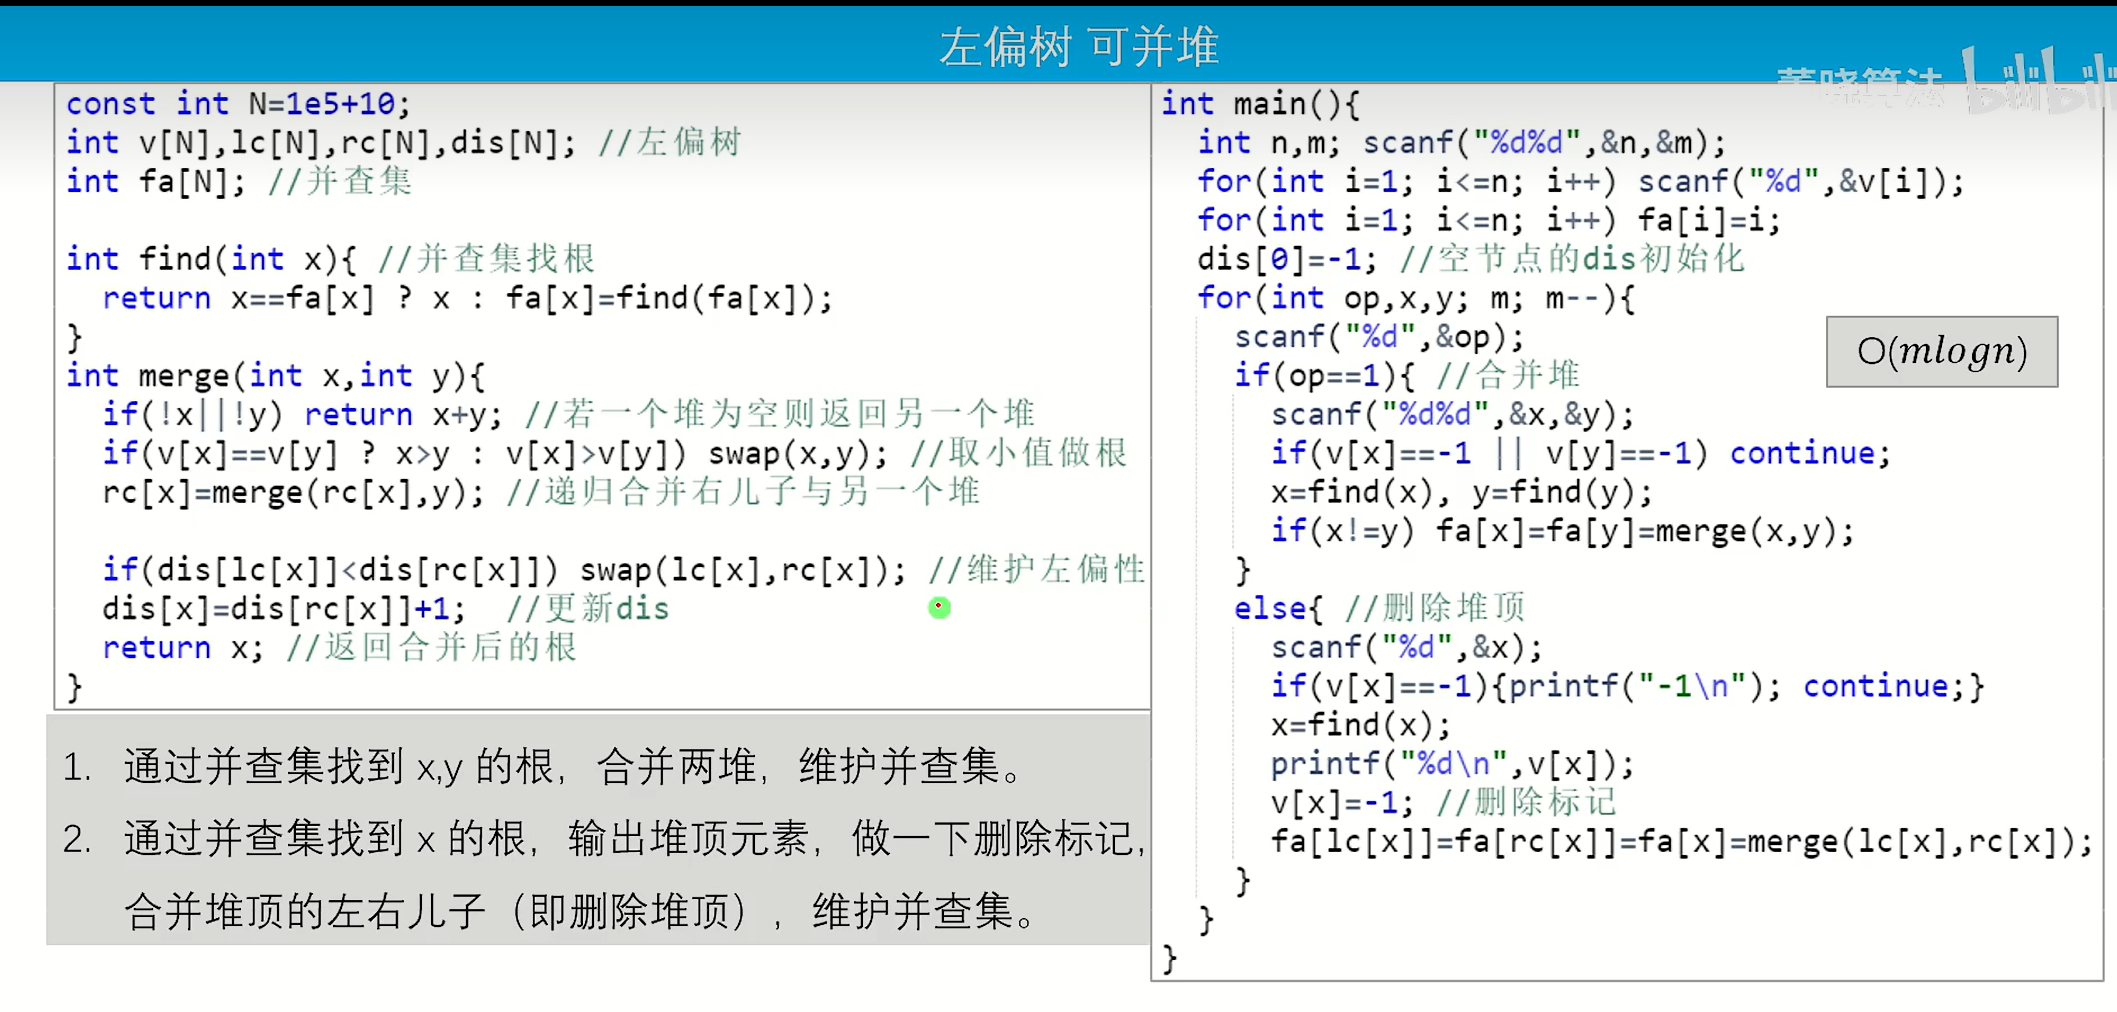 左偏树 可并堆
董晓算法 bilibili
const int N=1e5+10;
int v[N],lc[N],rc[N],dis[N]; //左偏树
int fa[N]; //并查集
int find(int x){ //并查集找根
return x==fa[x] ? x : fa[x]=find(fa[x]);
}
int merge(int x,int y){
if(!x||!y) return x+y; //若一个堆为空则返回另一个堆
if(v[x]==v[y] ? x>y : v[x]>v[y]) swap(x,y); //取小值做根
rc[x]=merge(rc[x],y); //递归合并右儿子与另一个堆
if(dis[lc[x]]<dis[rc[x]]) swap(lc[x],rc[x]); //维护左偏性
dis[x]=dis[rc[x]]+1; //更新dis
return x; //返回合并后的根
}
1. 通过并查集找到 x,y 的根，合并两堆，维护并查集。
2. 通过并查集找到 x 的根，输出堆顶元素，做一下删除标记，
合并堆顶的左右儿子（即删除堆顶），维护并查集。
int main(){
int n,m; scanf("%d%d",&n,&m);
for(int i=1; i<=n; i++) scanf("%d",&v[i]);
for(int i=1; i<=n; i++) fa[i]=i;
dis[0]=-1; //空节点的dis初始化
for(int op,x,y; m; m--){
scanf("%d",&op);
if(op==1){ //合并堆
scanf("%d%d",&x,&y);
if(v[x]==-1 || v[y]==-1) continue;
x=find(x), y=find(y);
if(x!=y) fa[x]=fa[y]=merge(x,y);
}
else{ //删除堆顶
scanf("%d",&x);
if(v[x]==-1){printf("-1\n"); continue;}
x=find(x);
printf("%d\n",v[x]);
v[x]=-1; //删除标记
fa[lc[x]]=fa[rc[x]]=fa[x]=merge(lc[x],rc[x]);
}
}
}
O(mlogn)